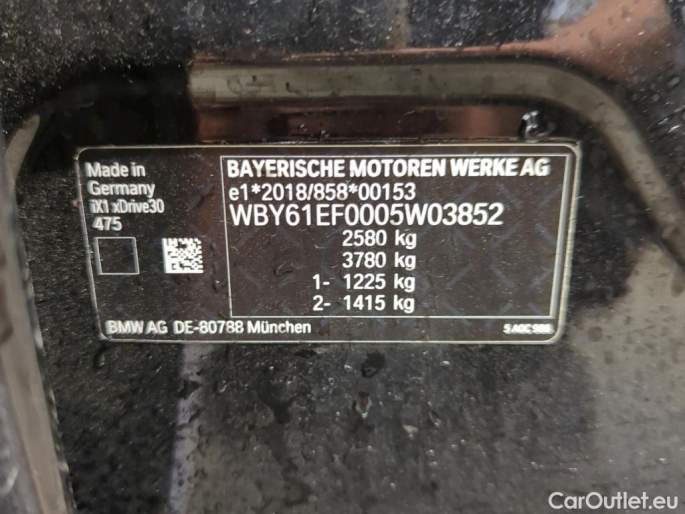 Made in
Germany
iX1 xDrive30
475
BAYERISCHE MOTOREN WERKE AG
e1*2018/858*00153
WBY61EF0005W03852
2580 kg
3780 kg
1- 1225 kg
2- 1415 kg
BMW AG DE-80788 München
CarOutlet.eu